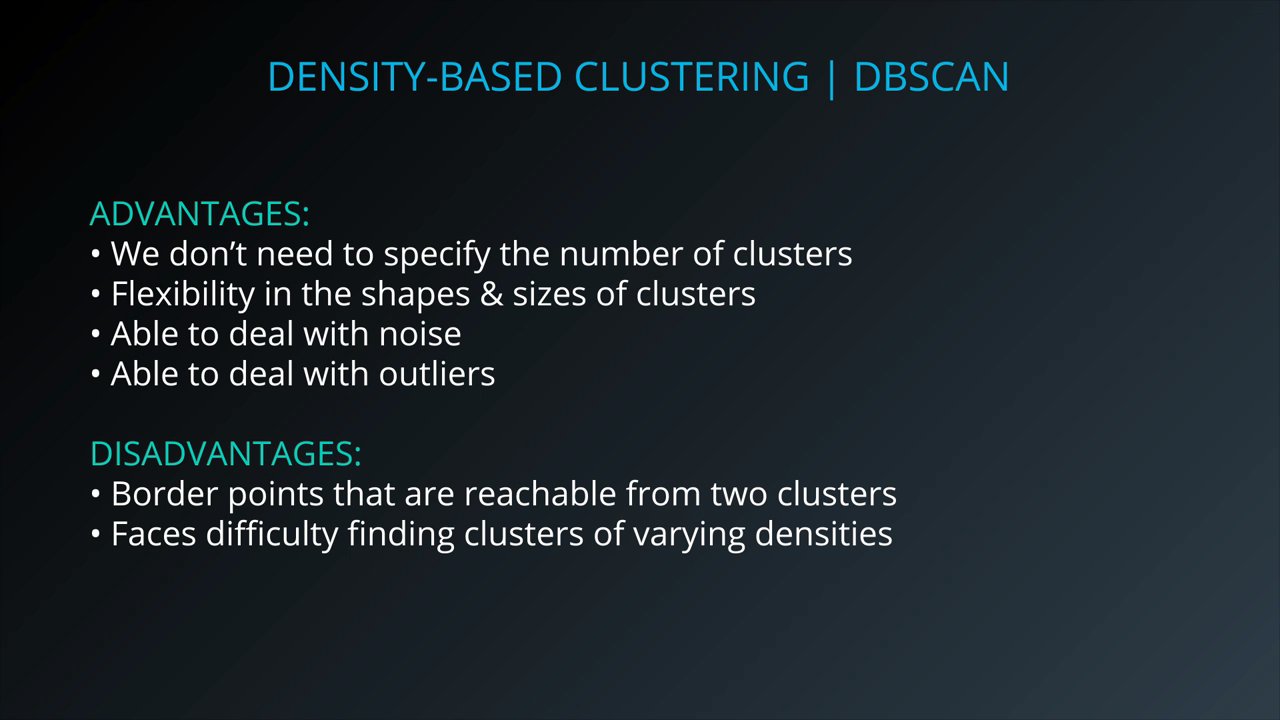 DENSITY-BASED CLUSTERING | DBSCAN
ADVANTAGES:
• We don’t need to specify the number of clusters
• Flexibility in the shapes & sizes of clusters
• Able to deal with noise
• Able to deal with outliers
DISADVANTAGES:
• Border points that are reachable from two clusters
• Faces difficulty finding clusters of varying densities